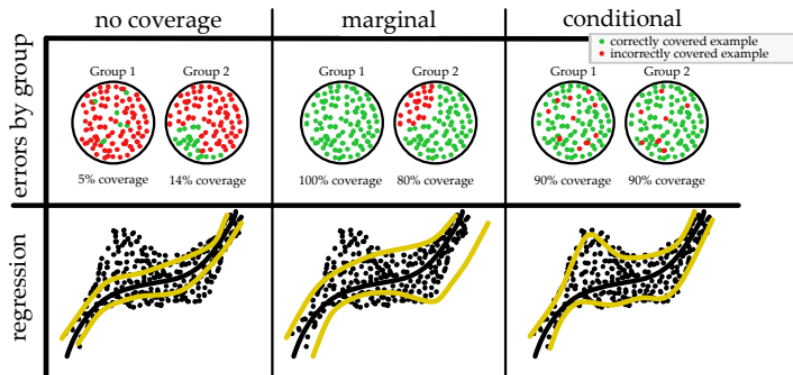 no coverage
marginal
conditional
correctly covered example
incorrectly covered example
errors by group
Group 1
Group 2
Group 1
Group 2
Group 1
Group 2
5% coverage
14% coverage
100% coverage
80% coverage
90% coverage
90% coverage
regression